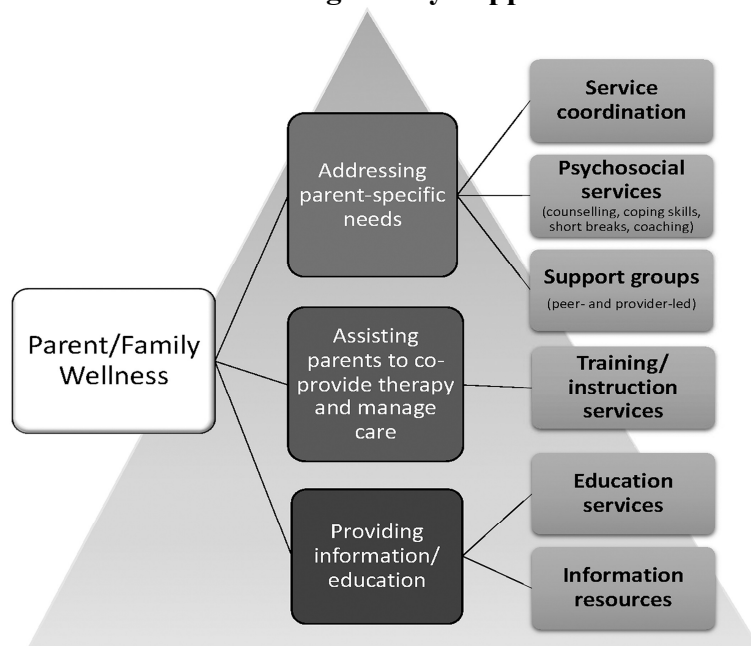 Parent/Family
Wellness
Addressing
parent-specific
needs
Assisting
parents to co-
provide therapy
and manage
care
Providing
information/
education
Service
coordination
Psychosocial
services
(counselling, coping skills,
short breaks, coaching)
Support groups
(peer- and provider-led)
Training/
instruction
services
Education
services
Information
resources